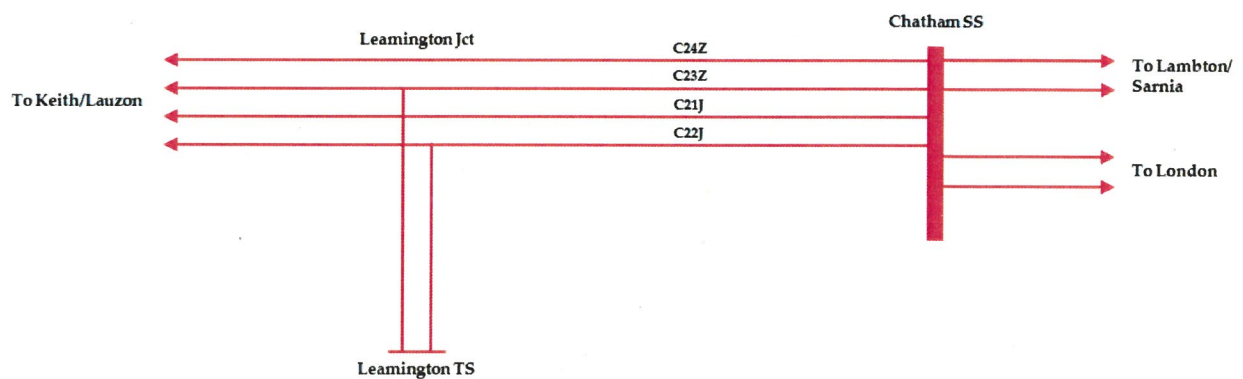 Chatham SS
Leamington Jct
C24Z
To Lambton/
Sarnia
C23Z
To Keith/Lauzon
C21J
C22J
To London
Leamington TS